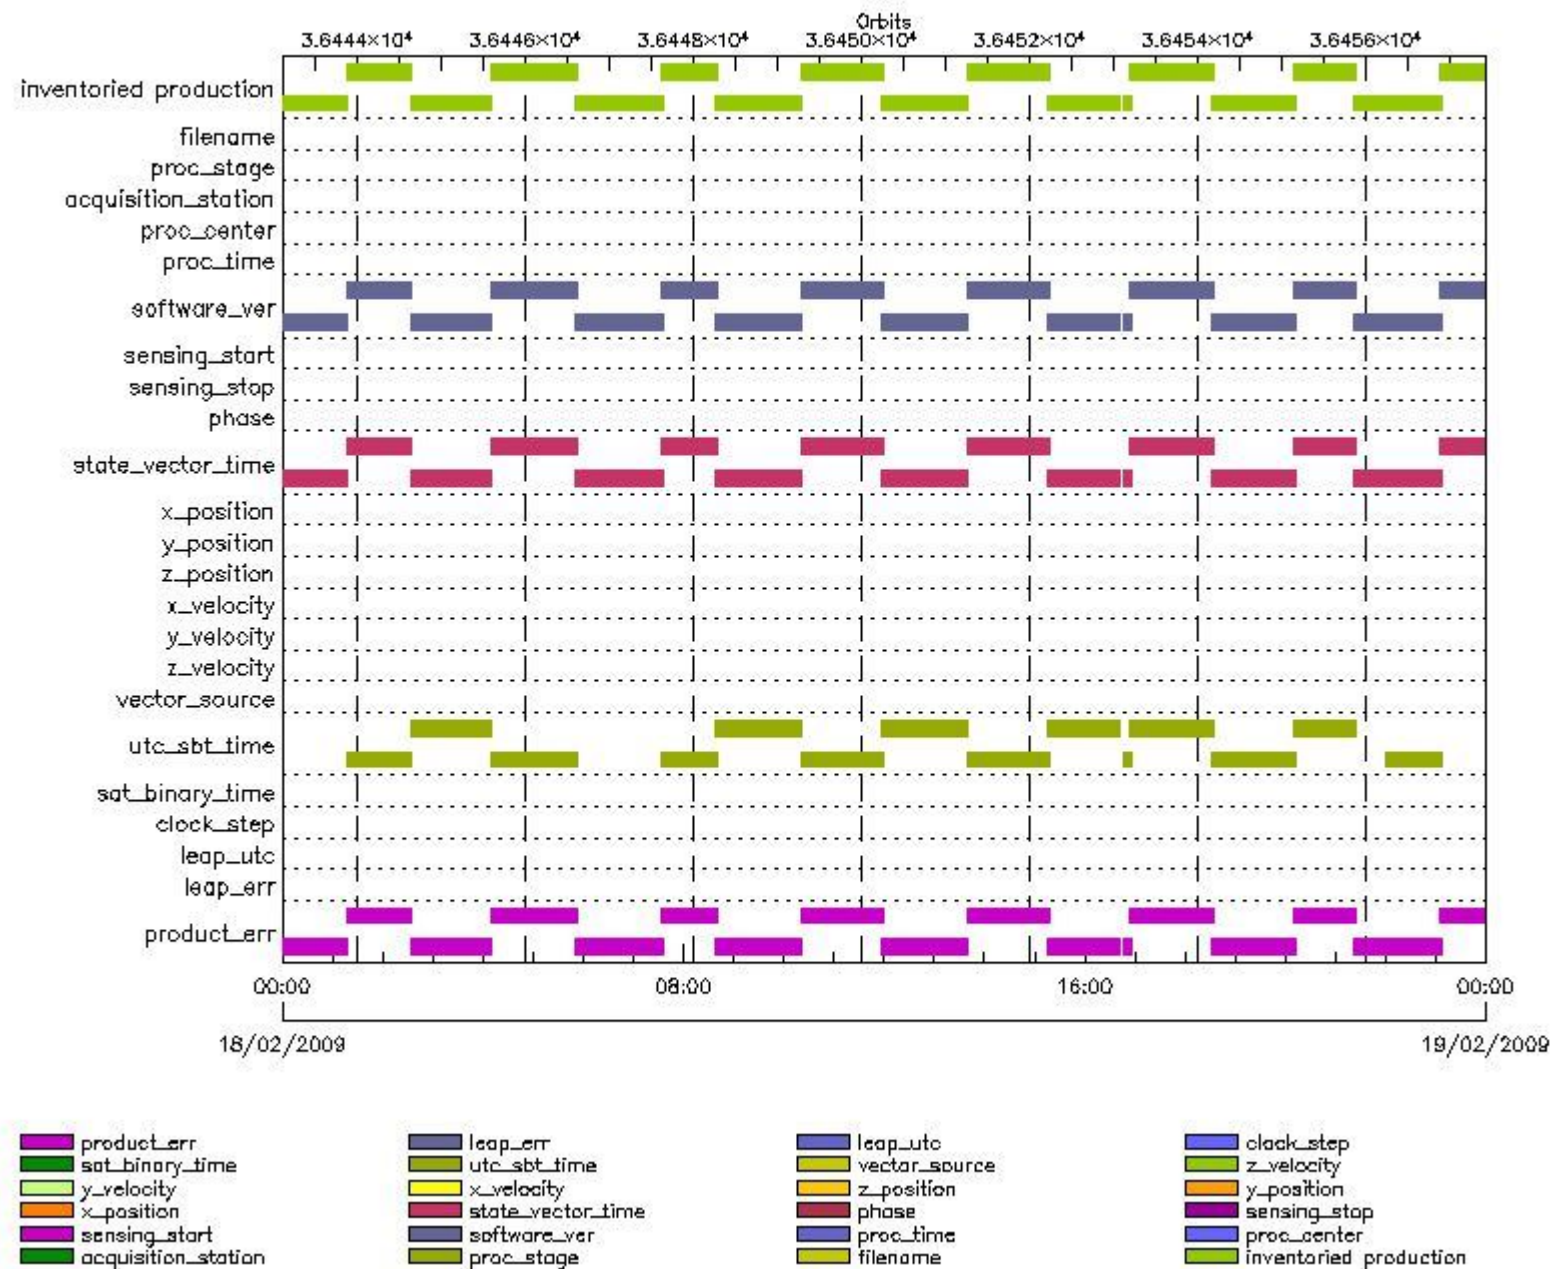 Orbits
3.6444×10⁴ 3.6446×10⁴ 3.6448×10⁴ 3.6450×10⁴ 3.6452×10⁴ 3.6454×10⁴ 3.6456×10⁴
inventoried production
filename
proc_stage
acquisition_station
proc_center
proc_time
software_ver
sensing_start
sensing_stop
phase
state_vector_time
x_position
y_position
z_position
x_velocity
y_velocity
z_velocity
vector_source
utc_sbt_time
sat_binary_time
clock_step
leap_utc
leap_err
product_err
00:00 08:00 16:00 00:00
18/02/2009 19/02/2009
product_err leap_err leap_utc clock_step
sat_binary_time utc_sbt_time vector_source z_velocity
y_velocity x_velocity z_position y_position
x_position state_vector_time phase sensing_stop
sensing_start software_ver proc_time proc_center
acquisition_station proc_stage filename inventoried production